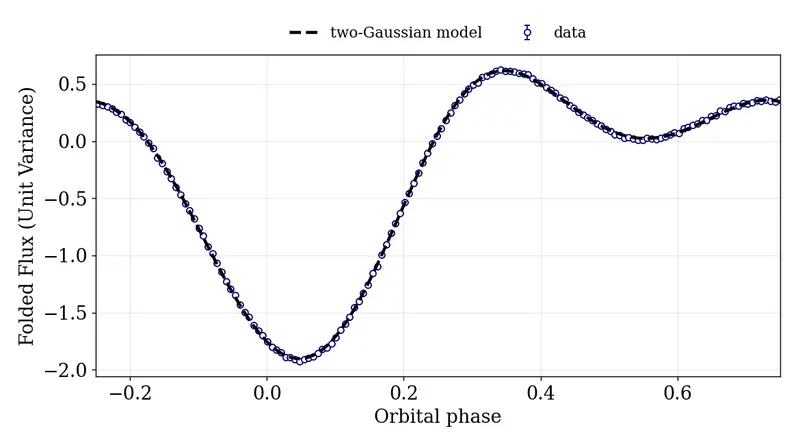 two-Gaussian model
data
Folded Flux (Unit Variance)
0.5
0.0
−0.5
−1.0
−1.5
−2.0
−0.2
0.0
0.2
0.4
0.6
Orbital phase